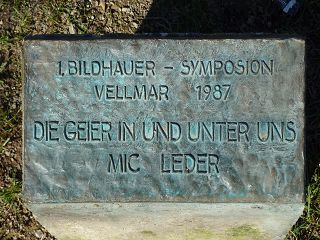 1. BILDHAUER – SYMPOSION
VELLMAR 1987
DIE GEIER IN UND UNTER UNS
MIC LEDER